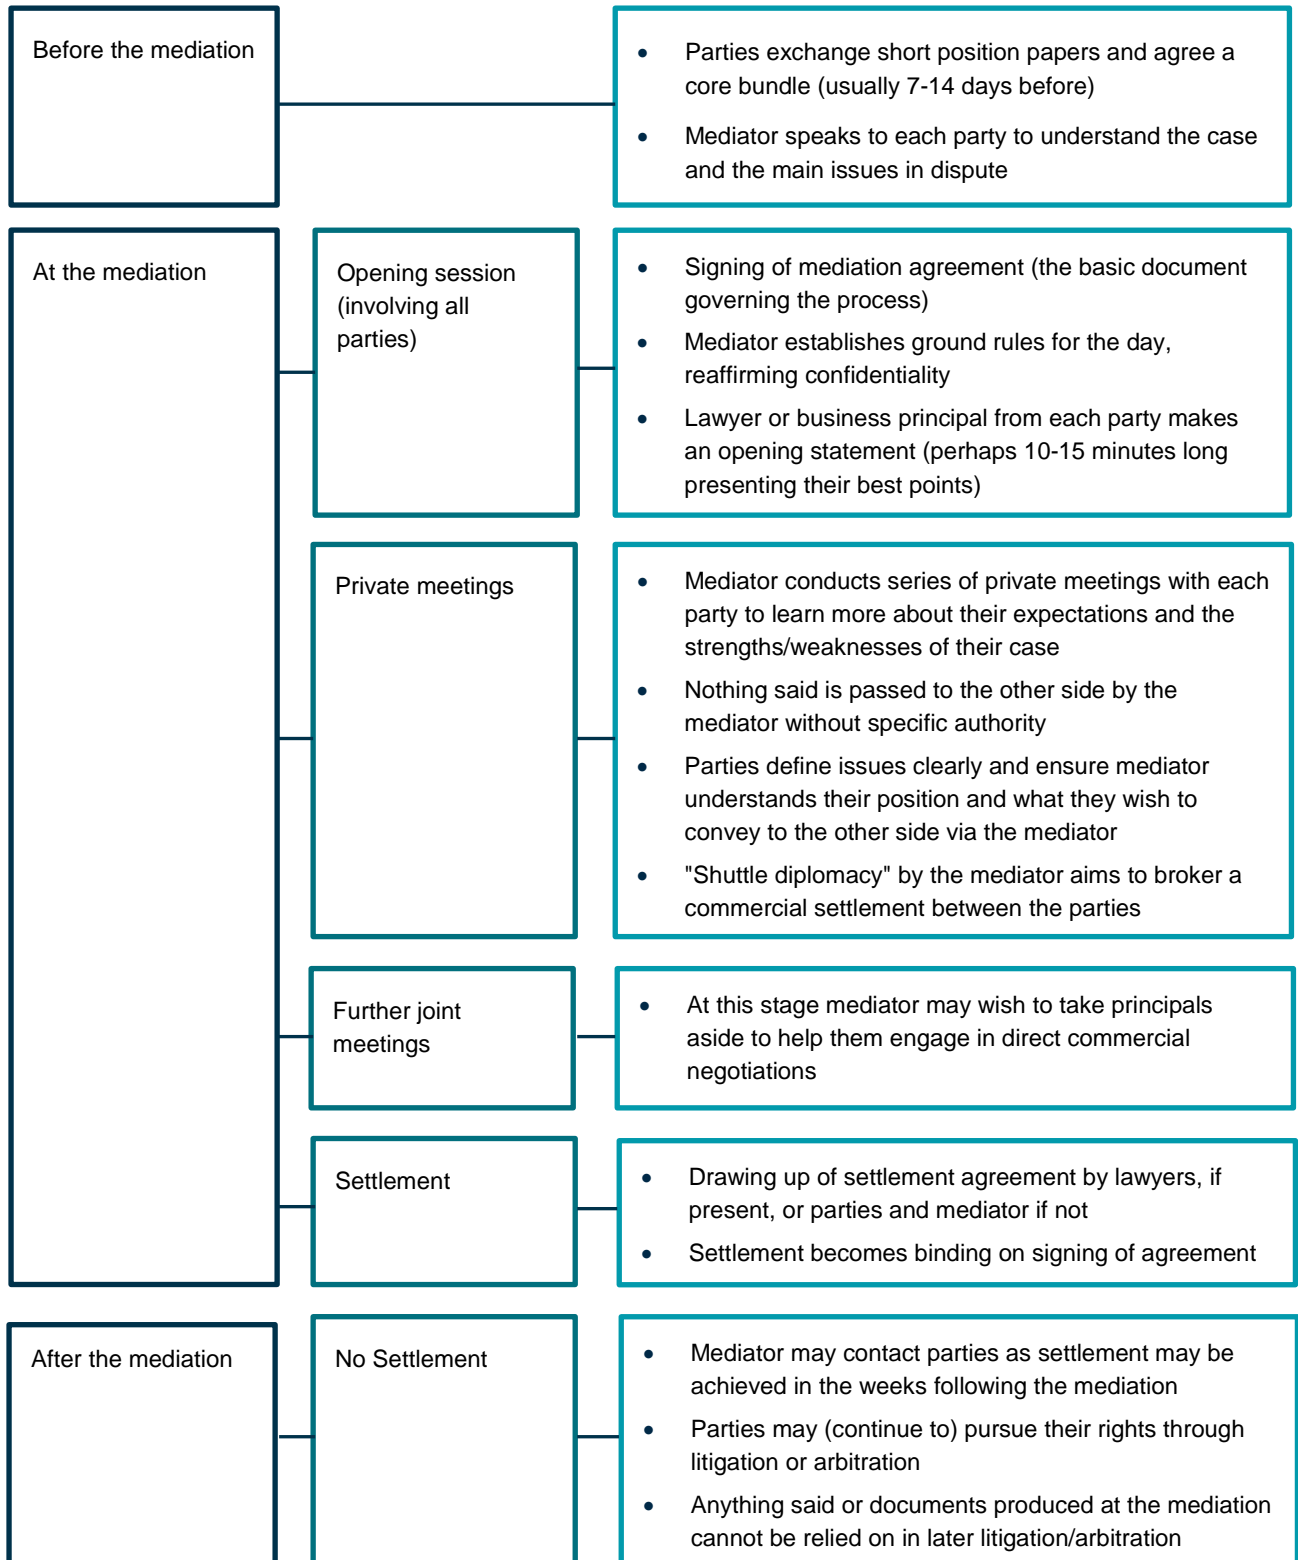 Before the mediation
• Parties exchange short position papers and agree a
core bundle (usually 7-14 days before)
• Mediator speaks to each party to understand the case
and the main issues in dispute
At the mediation
Opening session
(involving all
parties)
• Signing of mediation agreement (the basic document
governing the process)
• Mediator establishes ground rules for the day,
reaffirming confidentiality
• Lawyer or business principal from each party makes
an opening statement (perhaps 10-15 minutes long
presenting their best points)
Private meetings
• Mediator conducts series of private meetings with each
party to learn more about their expectations and the
strengths/weaknesses of their case
• Nothing said is passed to the other side by the
mediator without specific authority
• Parties define issues clearly and ensure mediator
understands their position and what they wish to
convey to the other side via the mediator
• "Shuttle diplomacy" by the mediator aims to broker a
commercial settlement between the parties
Further joint
meetings
• At this stage mediator may wish to take principals
aside to help them engage in direct commercial
negotiations
Settlement
• Drawing up of settlement agreement by lawyers, if
present, or parties and mediator if not
• Settlement becomes binding on signing of agreement
After the mediation
No Settlement
• Mediator may contact parties as settlement may be
achieved in the weeks following the mediation
• Parties may (continue to) pursue their rights through
litigation or arbitration
• Anything said or documents produced at the mediation
cannot be relied on in later litigation/arbitration